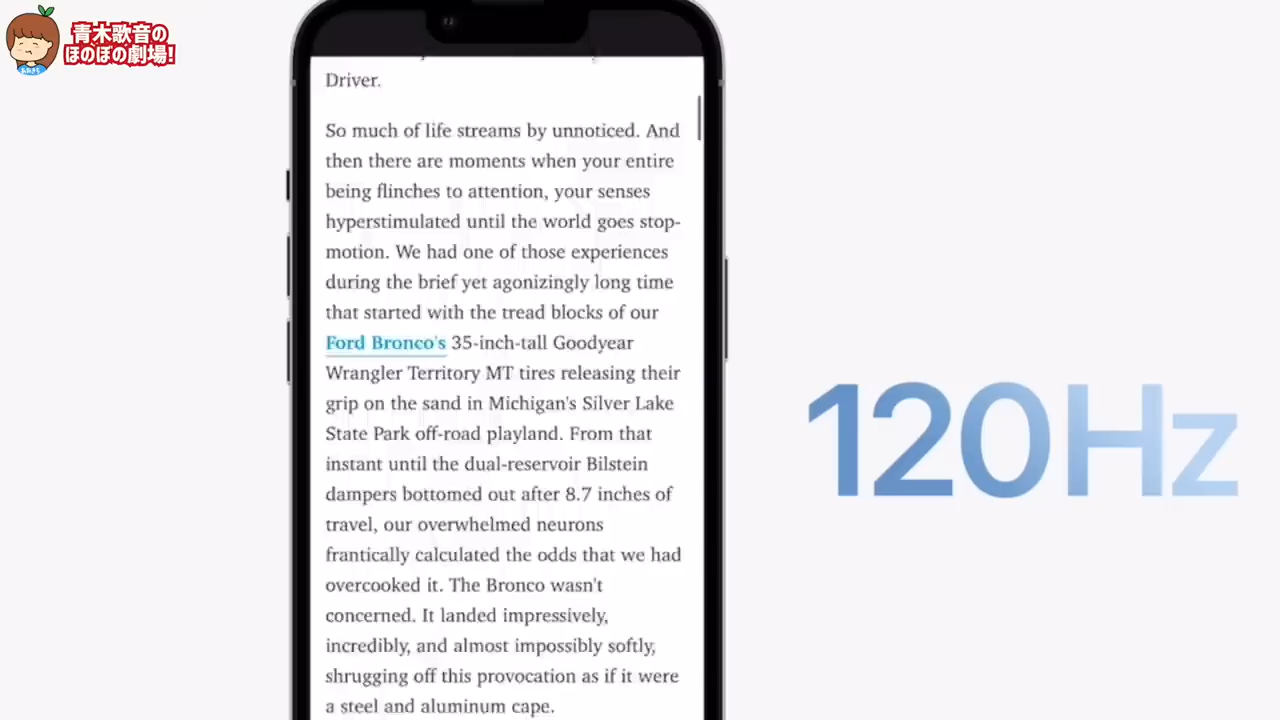 青木歌音の
ほのぼの劇場!
あおきち
Driver.
So much of life streams by unnoticed. And
then there are moments when your entire
being flinches to attention, your senses
hyperstimulated until the world goes stop-
motion. We had one of those experiences
during the brief yet agonizingly long time
that started with the tread blocks of our
Ford Bronco's 35-inch-tall Goodyear
Wrangler Territory MT tires releasing their
grip on the sand in Michigan's Silver Lake
State Park off-road playland. From that
instant until the dual-reservoir Bilstein
dampers bottomed out after 8.7 inches of
travel, our overwhelmed neurons
frantically calculated the odds that we had
overcooked it. The Bronco wasn't
concerned. It landed impressively,
incredibly, and almost impossibly softly,
shrugging off this provocation as if it were
a steel and aluminum cape.
120Hz